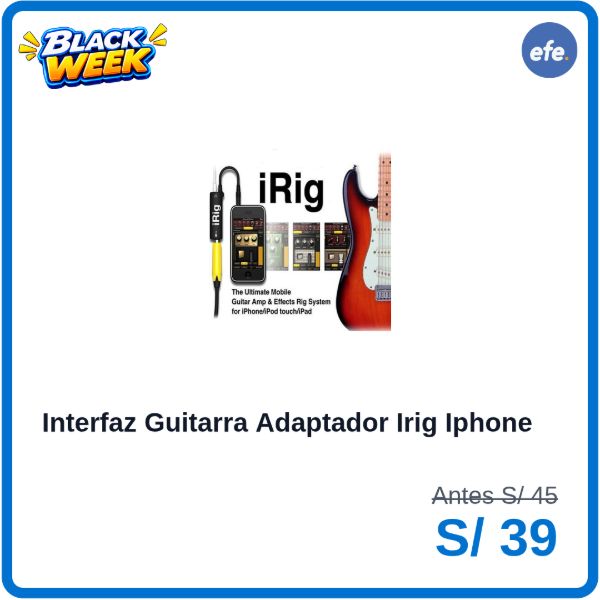 BLACK
WEEK
efe.
iRig
iRig
The Ultimate Mobile
Guitar Amp & Effects Rig System
for iPhone/iPod touch/iPad
Interfaz Guitarra Adaptador Irig Iphone
Antes S/ 45
S/ 39